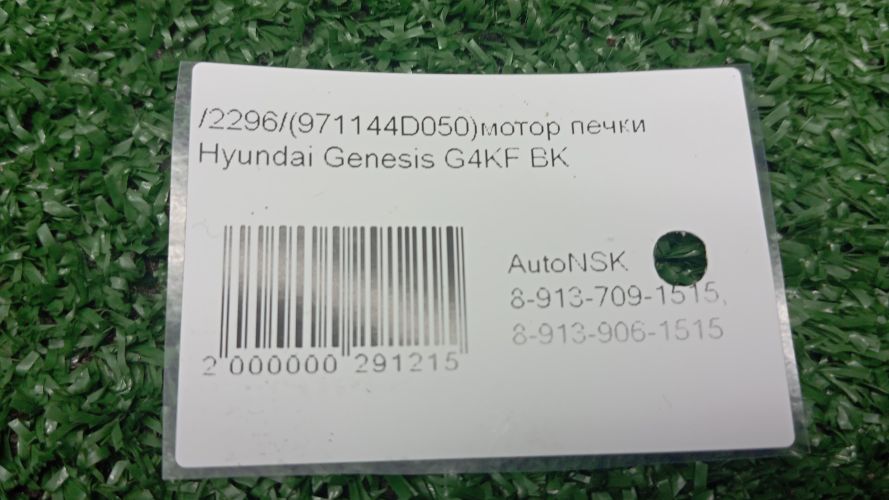 /2296/(971144D050)мотор печки
Hyundai Genesis G4KF BK
AutoNSK
8-913-709-1515,
8-913-906-1515
2 000000 291215